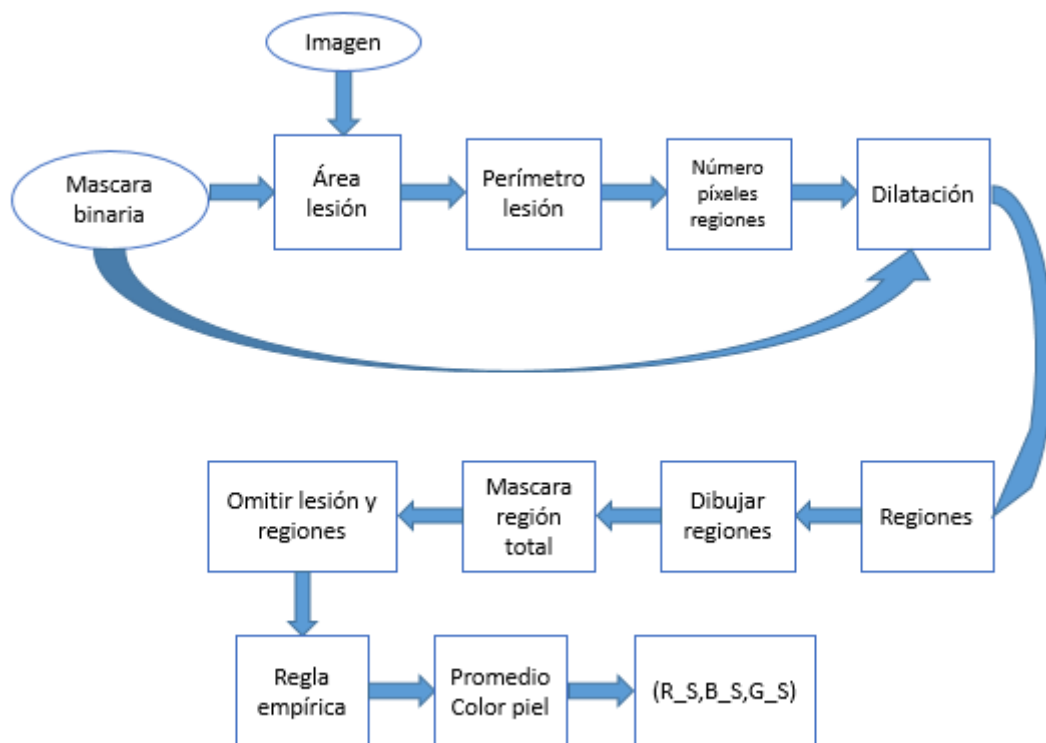 Imagen
Mascara
binaria
Área
lesión
Perímetro
lesión
Número
píxeles
regiones
Dilatación
Regiones
Dibujar
regiones
Mascara
región
total
Omitir lesión y
regiones
Regla
empírica
Promedio
Color piel
(R_S,B_S,G_S)